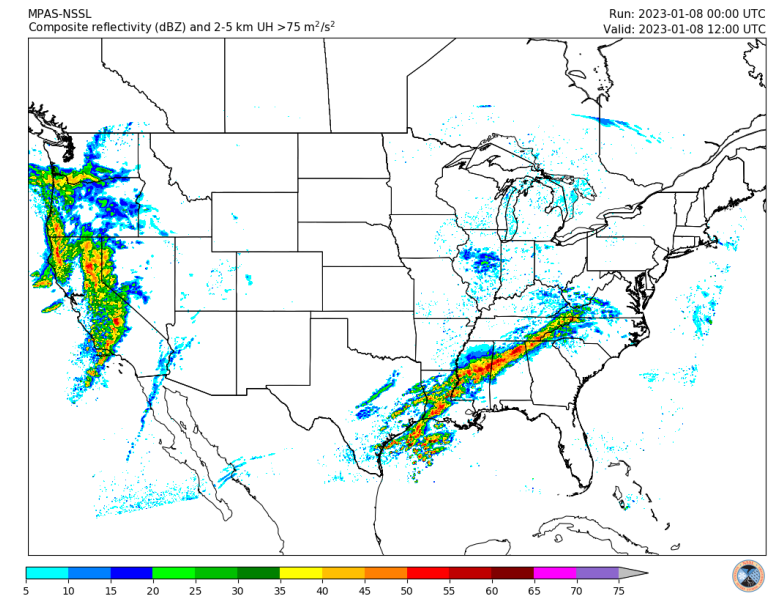 MPAS-NSSL
Composite reflectivity (dBZ) and 2-5 km UH >75 m²/s²
Run: 2023-01-08 00:00 UTC
Valid: 2023-01-08 12:00 UTC
5 10 15 20 25 30 35 40 45 50 55 60 65 70 75